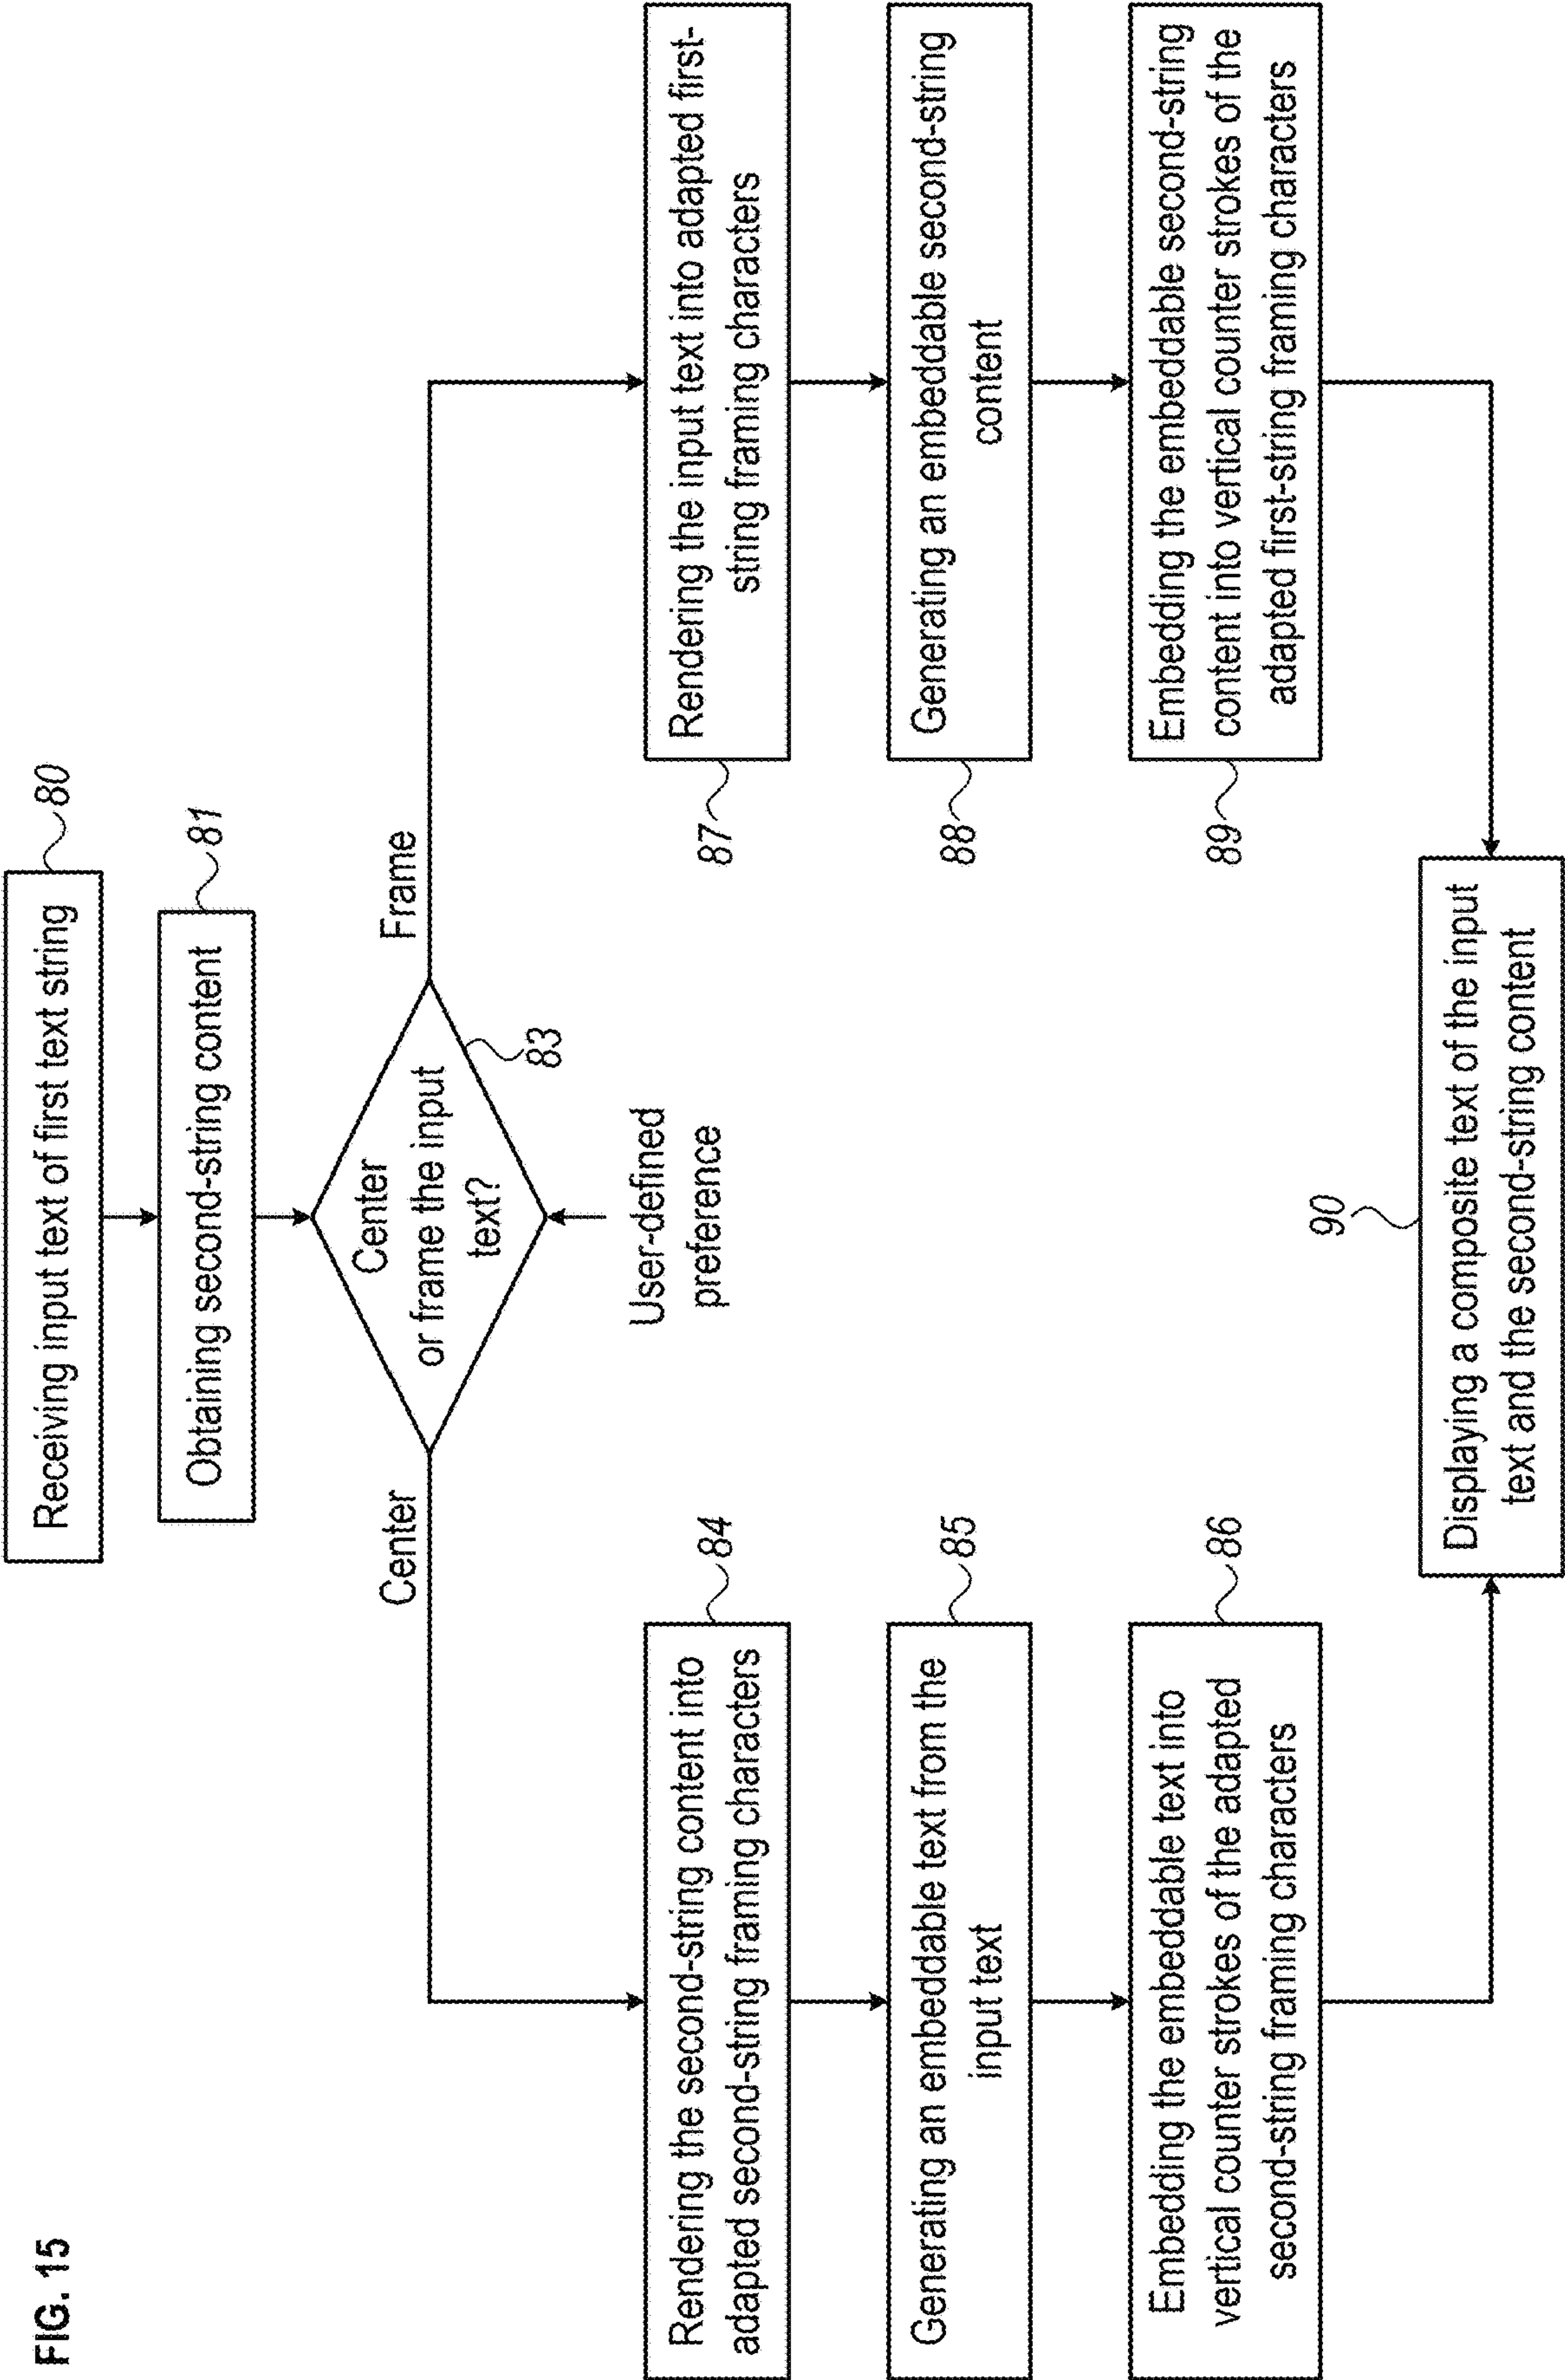 FIG. 15
Receiving input text of first text string
80
Obtaining second-string content
81
Center
or frame the input
text?
83
Center
Frame
User-defined
preference
Rendering the second-string content into
adapted second-string framing characters
84
Generating an embeddable text from the
input text
85
Embedding the embeddable text into
vertical counter strokes of the adapted
second-string framing characters
86
Rendering the input text into adapted first-
string framing characters
87
Generating an embeddable second-string
content
88
Embedding the embeddable second-string
content into vertical counter strokes of the
adapted first-string framing characters
89
90
Displaying a composite text of the input
text and the second-string content